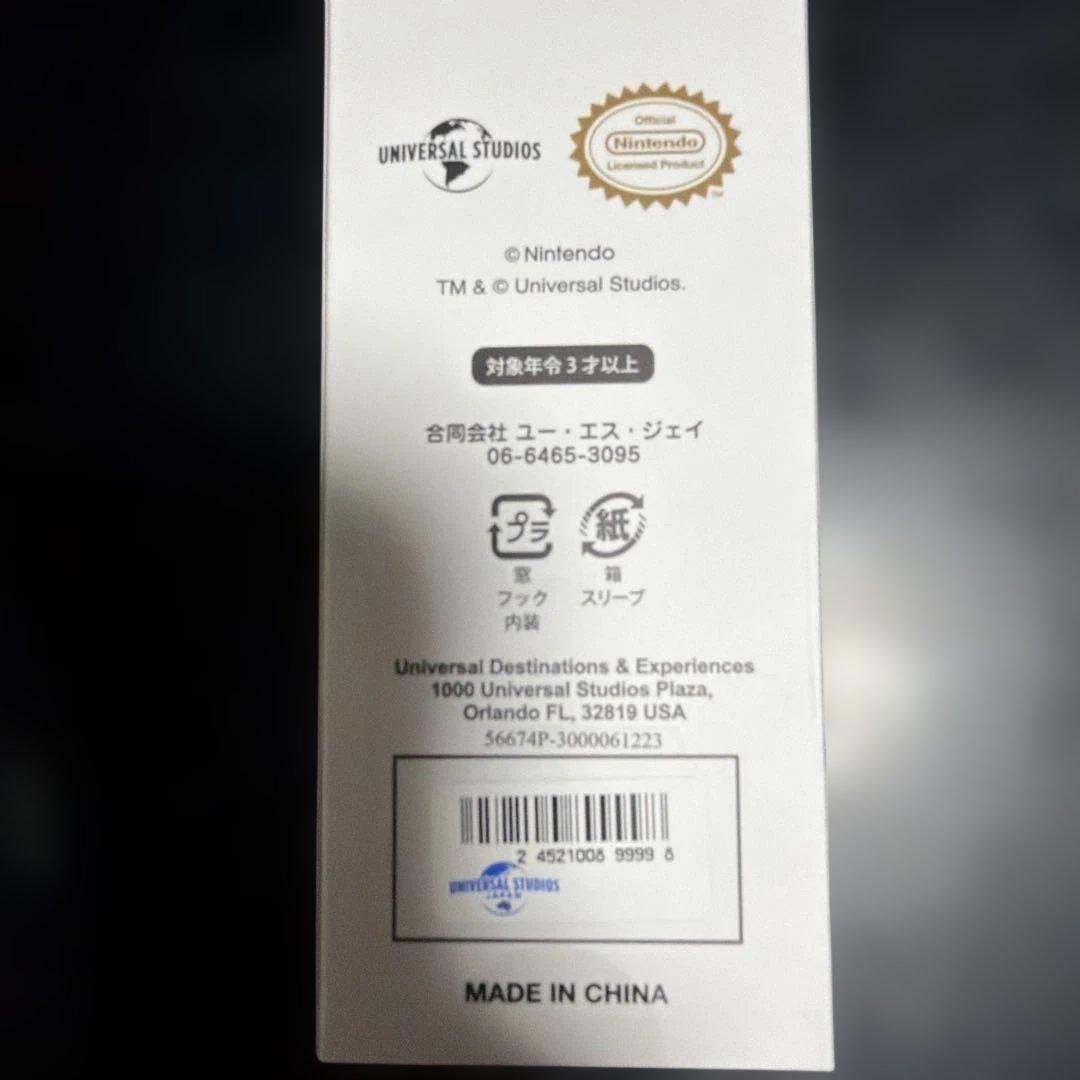 UNIVERSAL STUDIOS
Official
Nintendo
Licensed Product
TM
© Nintendo
TM & © Universal Studios.
対象年令3才以上
合同会社 ユー・エス・ジェイ
06-6465-3095
プラ
紙
窓
フック
内装
箱
スリーブ
Universal Destinations & Experiences
1000 Universal Studios Plaza,
Orlando FL, 32819 USA
56674P-3000061223
2 452100 9999
UNIVERSAL STUDIOS
JAPAN
MADE IN CHINA